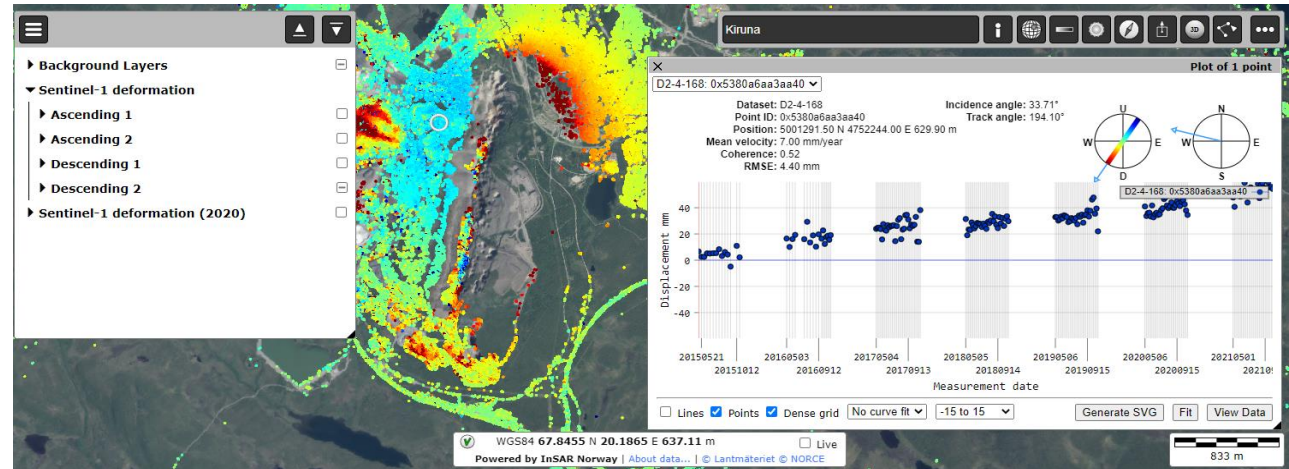 Kiruna
i
3D
Background Layers
Sentinel-1 deformation
Ascending 1
Ascending 2
Descending 1
Descending 2
Sentinel-1 deformation (2020)
× Plot of 1 point
D2-4-168: 0x5380a6aa3aa40
Dataset: D2-4-168
Point ID: 0x5380a6aa3aa40
Position: 5001291.50 N 4752244.00 E 629.90 m
Mean velocity: 7.00 mm/year
Coherence: 0.52
RMSE: 4.40 mm
Incidence angle: 33.71°
Track angle: 194.10°
U
W E
D
N
W E
S
D2-4-168: 0x5380a6aa3aa40
Displacement mm
40
20
0
-20
-40
20150521 20160503 20170504 20180505 20190506 20200506 20210501
20151012 20160912 20170913 20180914 20190915 20200915 202109
Measurement date
Lines Points Dense grid No curve fit -15 to 15 Generate SVG Fit View Data
WGS84 67.8455 N 20.1865 E 637.11 m Live
Powered by InSAR Norway | About data... | © Lantmäteriet © NORCE
833 m